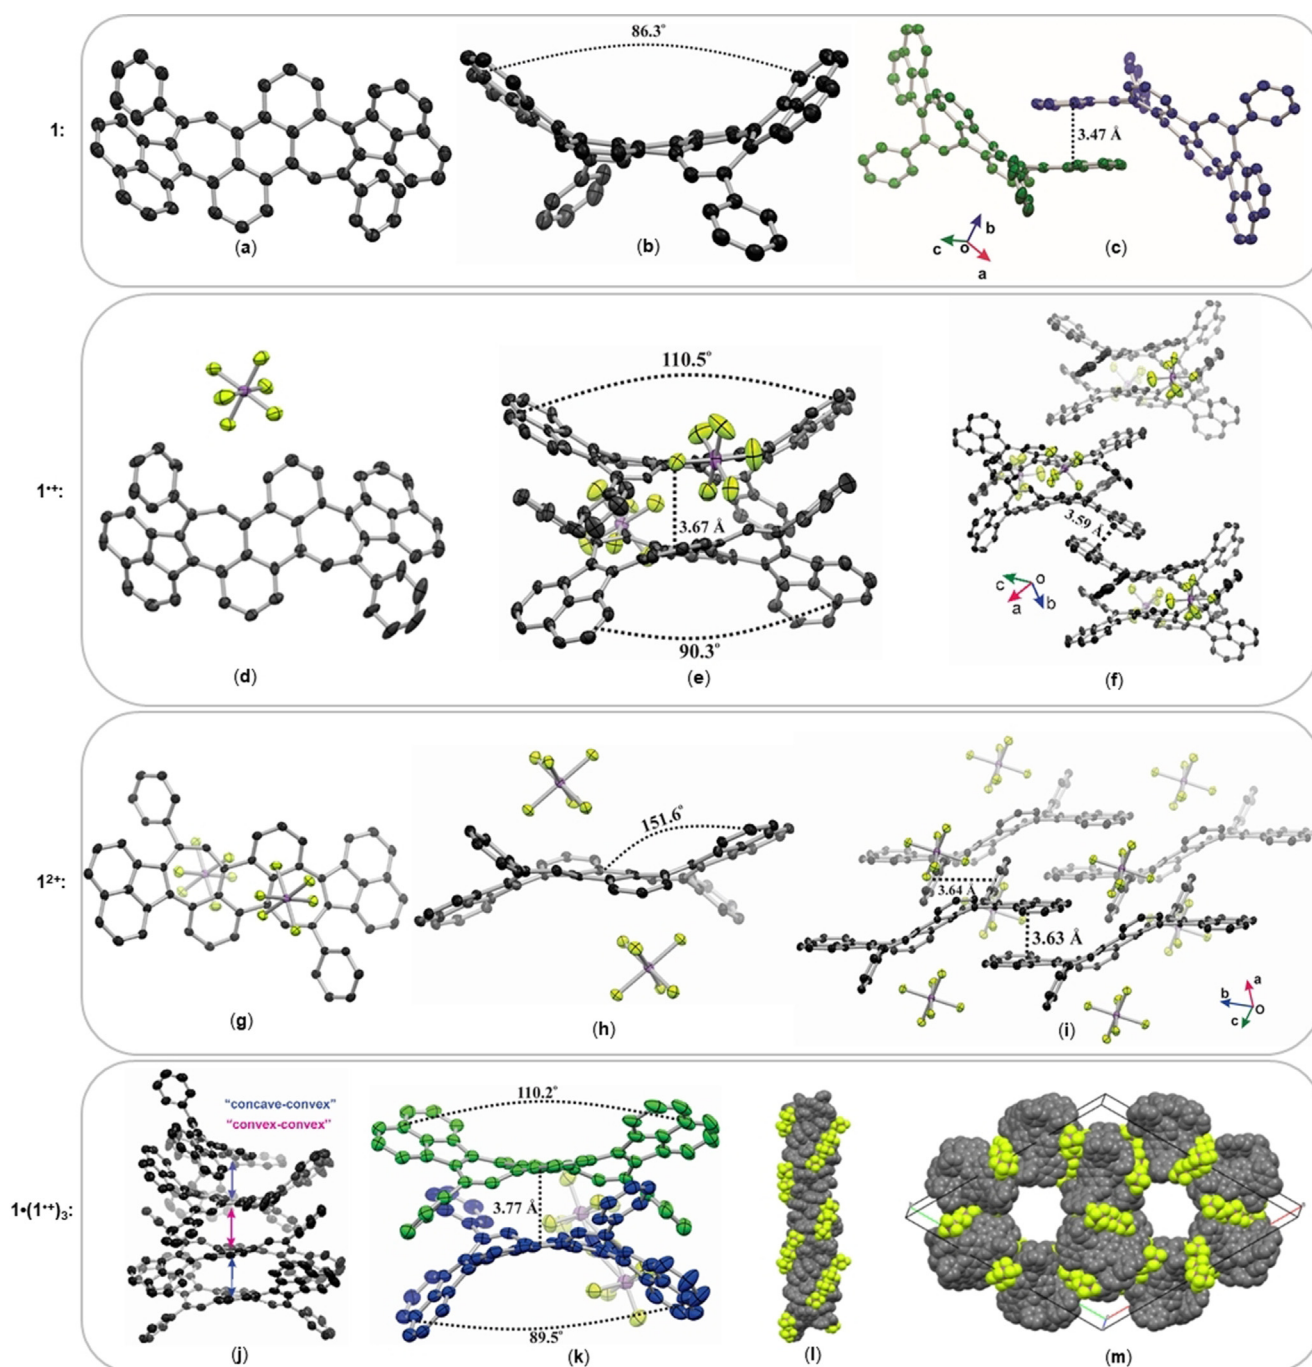 1:
86.3°
3.47 Å
b
c
o
a
(a)
(b)
(c)
1•+:
110.5°
3.67 Å
90.3°
3.59 Å
o
c
a
b
(d)
(e)
(f)
1²⁺:
151.6°
3.64 Å
3.63 Å
a
b
o
c
(g)
(h)
(i)
1•(1•+)₃:
"concave-convex"
"convex-convex"
110.2°
3.77 Å
89.5°
(j)
(k)
(l)
(m)